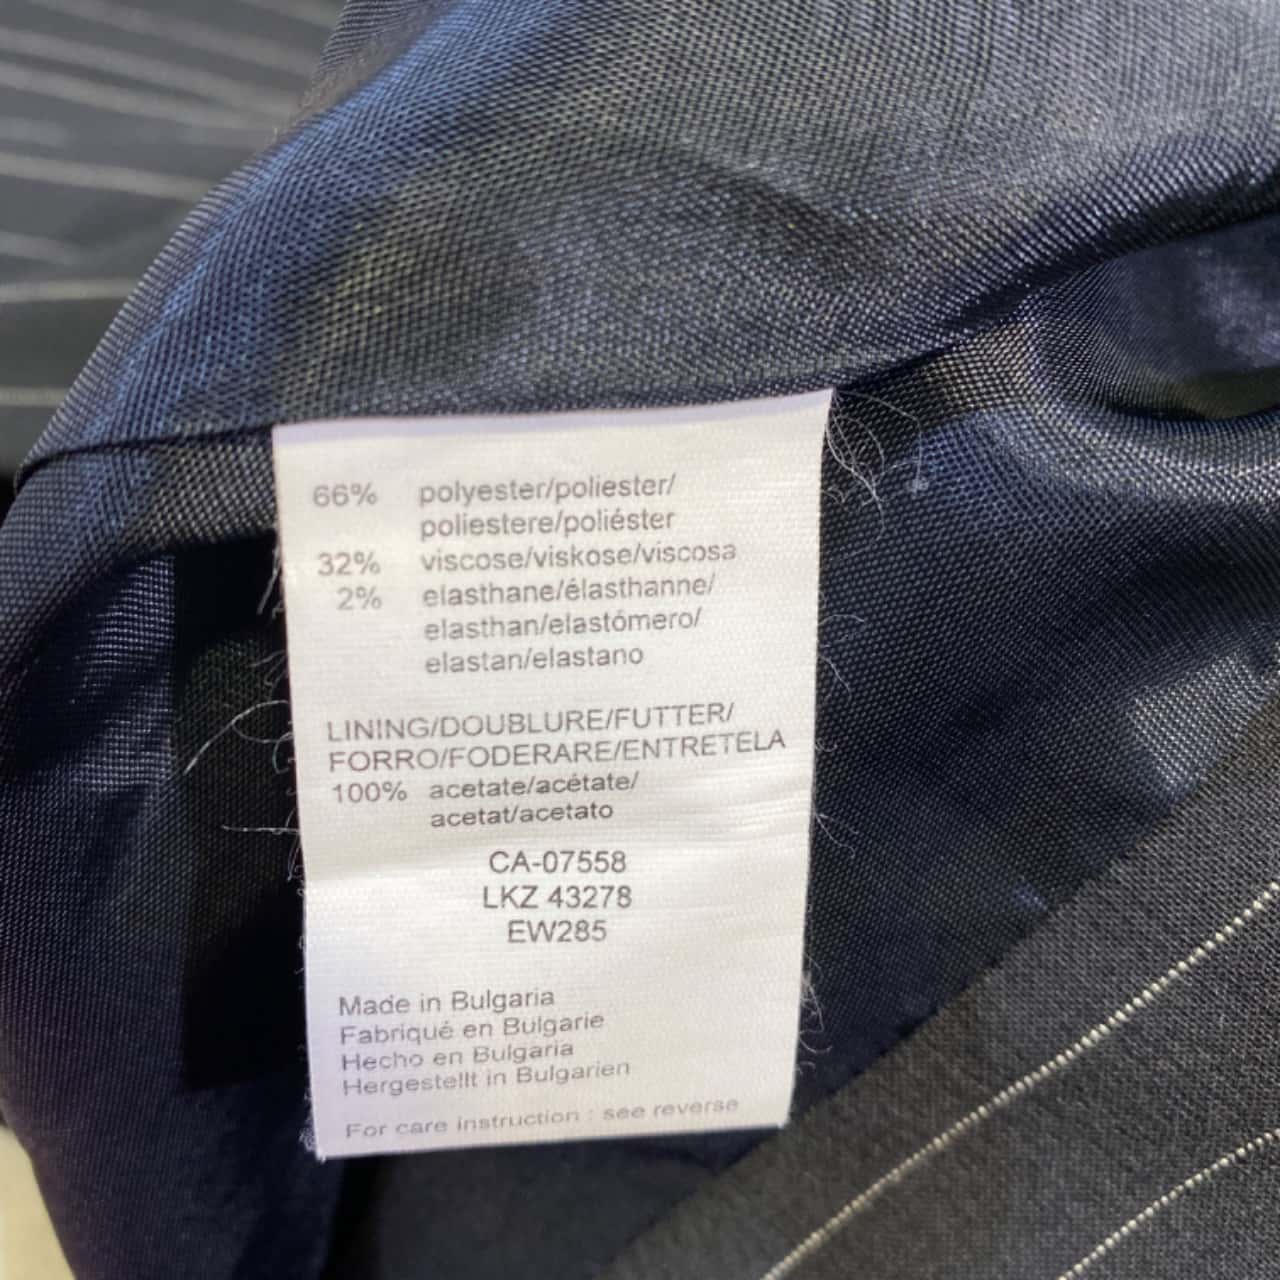 66% polyester/poliester/
poliestere/poliéster
32% viscose/viskose/viscosa
2% elasthane/élasthanne/
elasthan/elastómero/
elastan/elastano
LINING/DOUBLURE/FUTTER/
FORRO/FODERARE/ENTRETELA
100% acetate/acétate/
acetat/acetato
CA-07558
LKZ 43278
EW285
Made in Bulgaria
Fabriqué en Bulgarie
Hecho en Bulgaria
Hergestellt in Bulgarien
For care instruction : see reverse